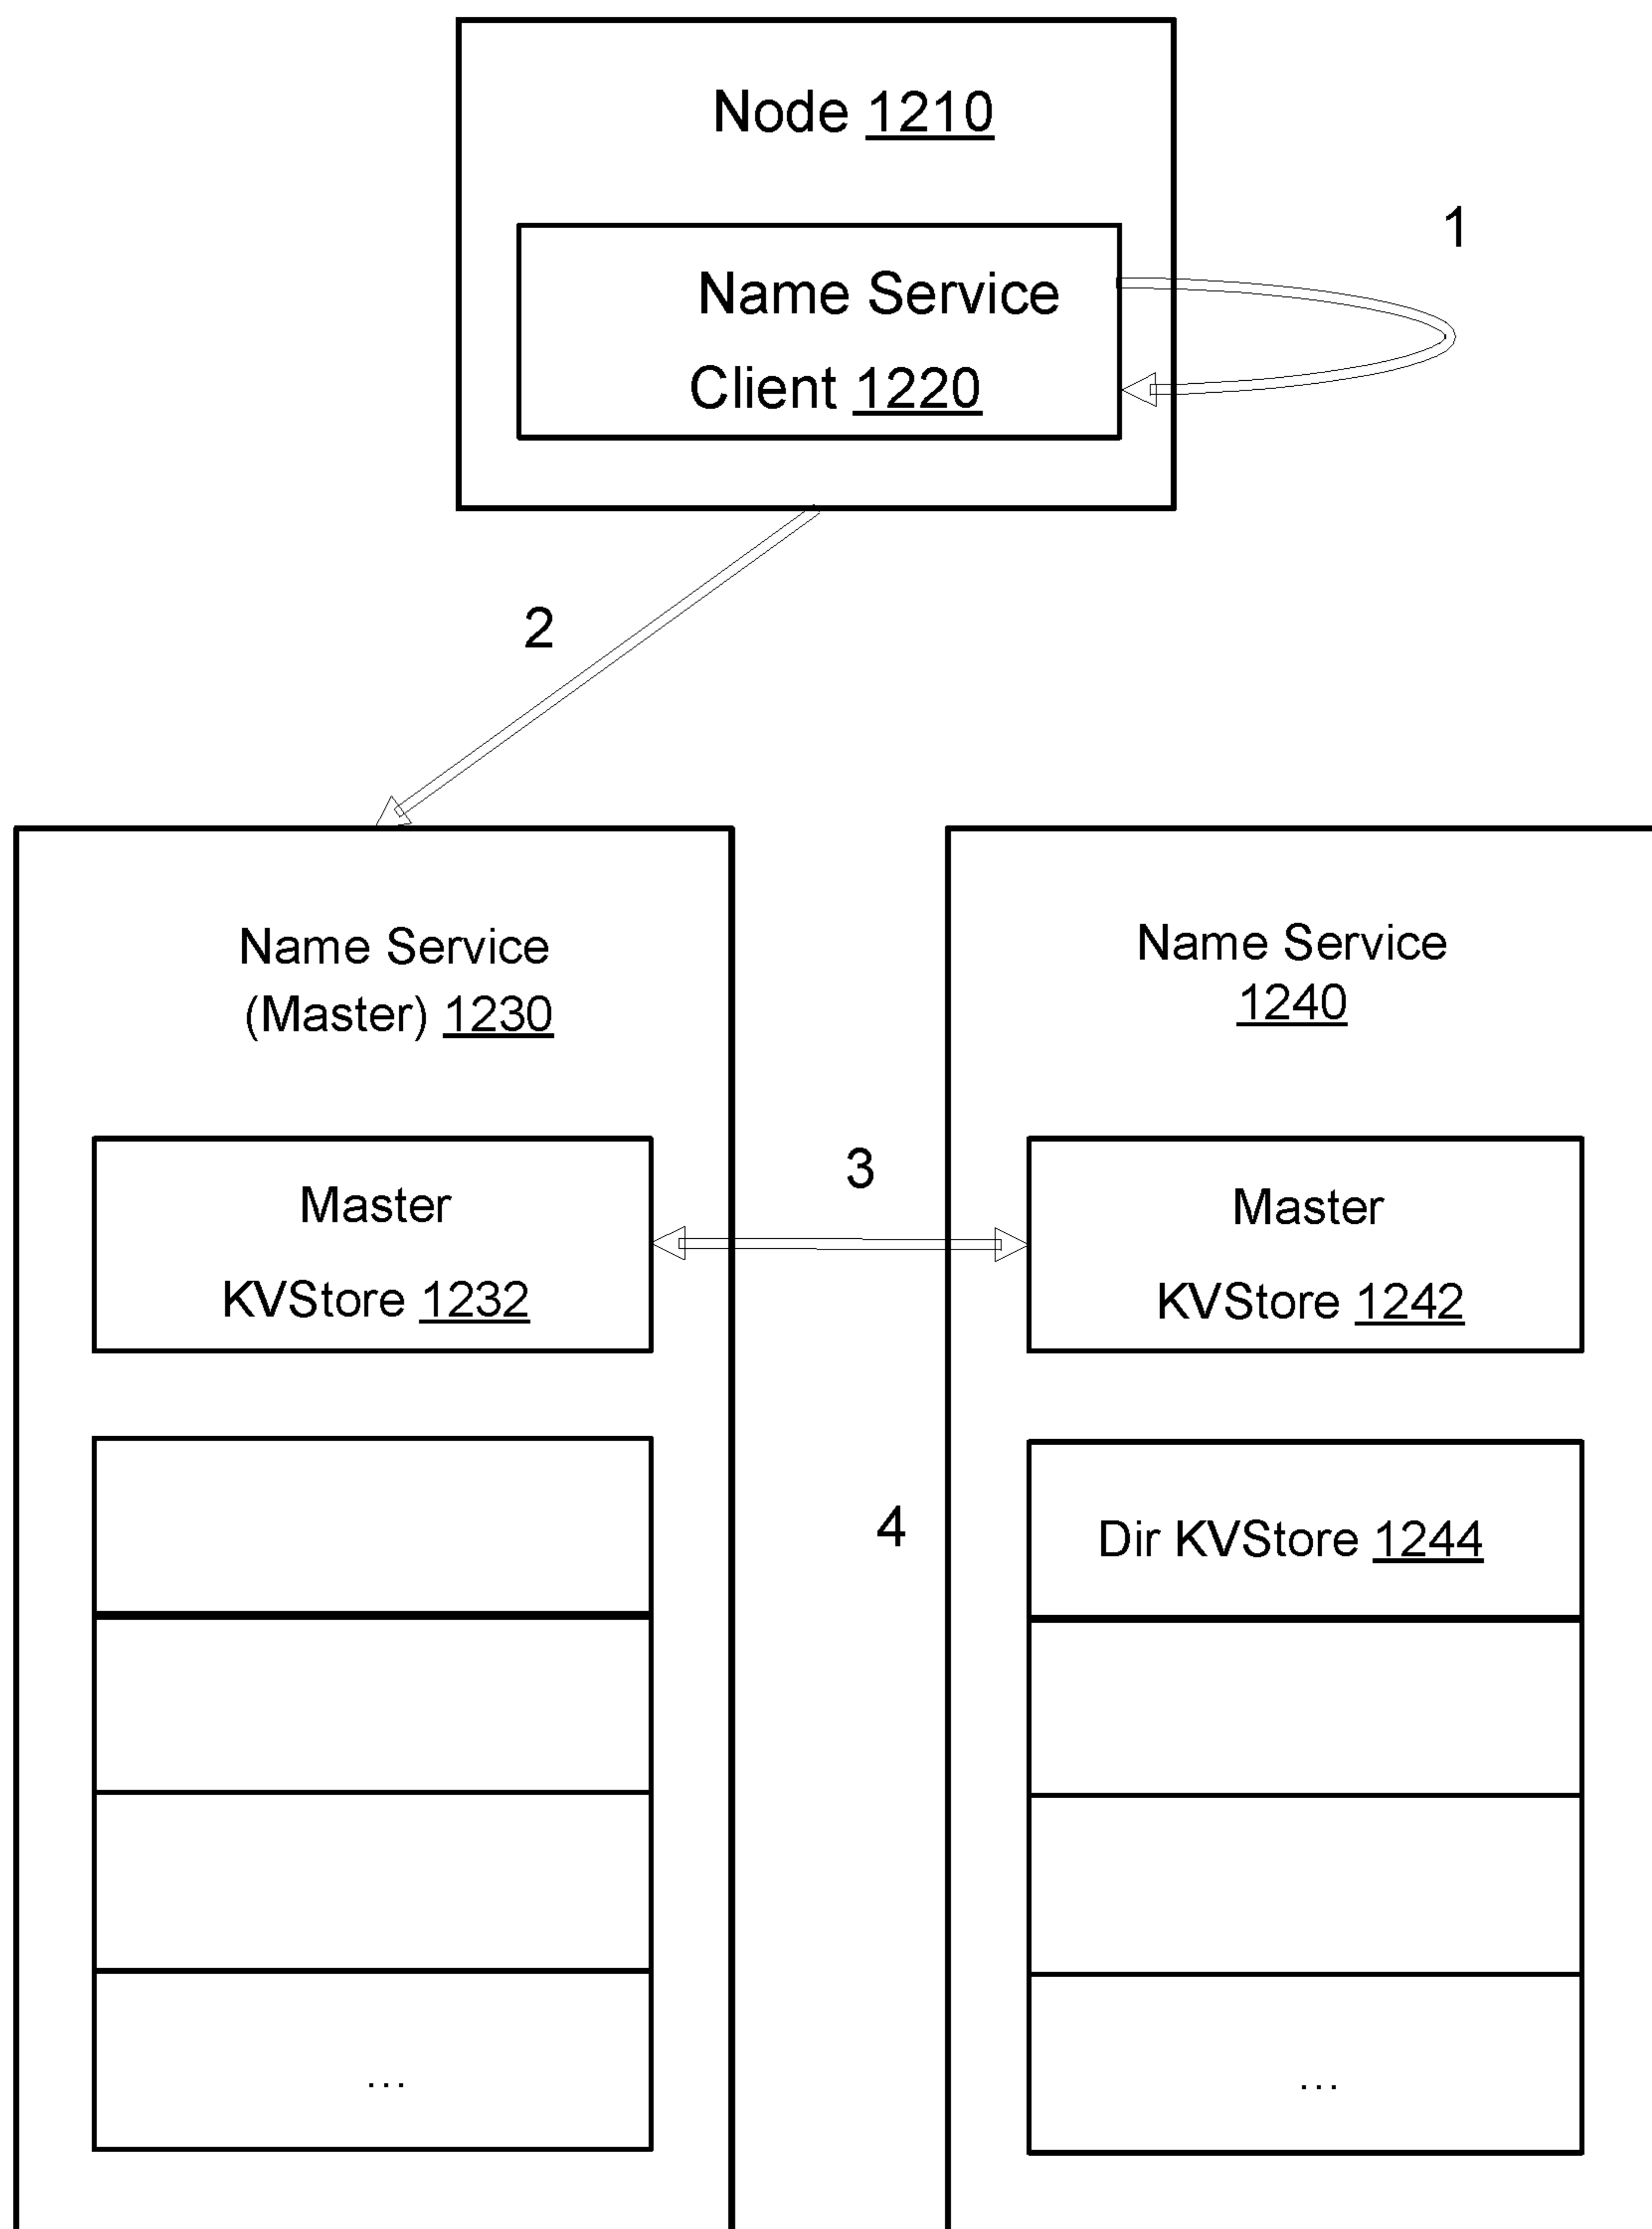 Node 1210
1
Name Service
Client 1220
2
Name Service
(Master) 1230
Name Service
1240
Master
KVStore 1232
3
Master
KVStore 1242
4
Dir KVStore 1244
...
...